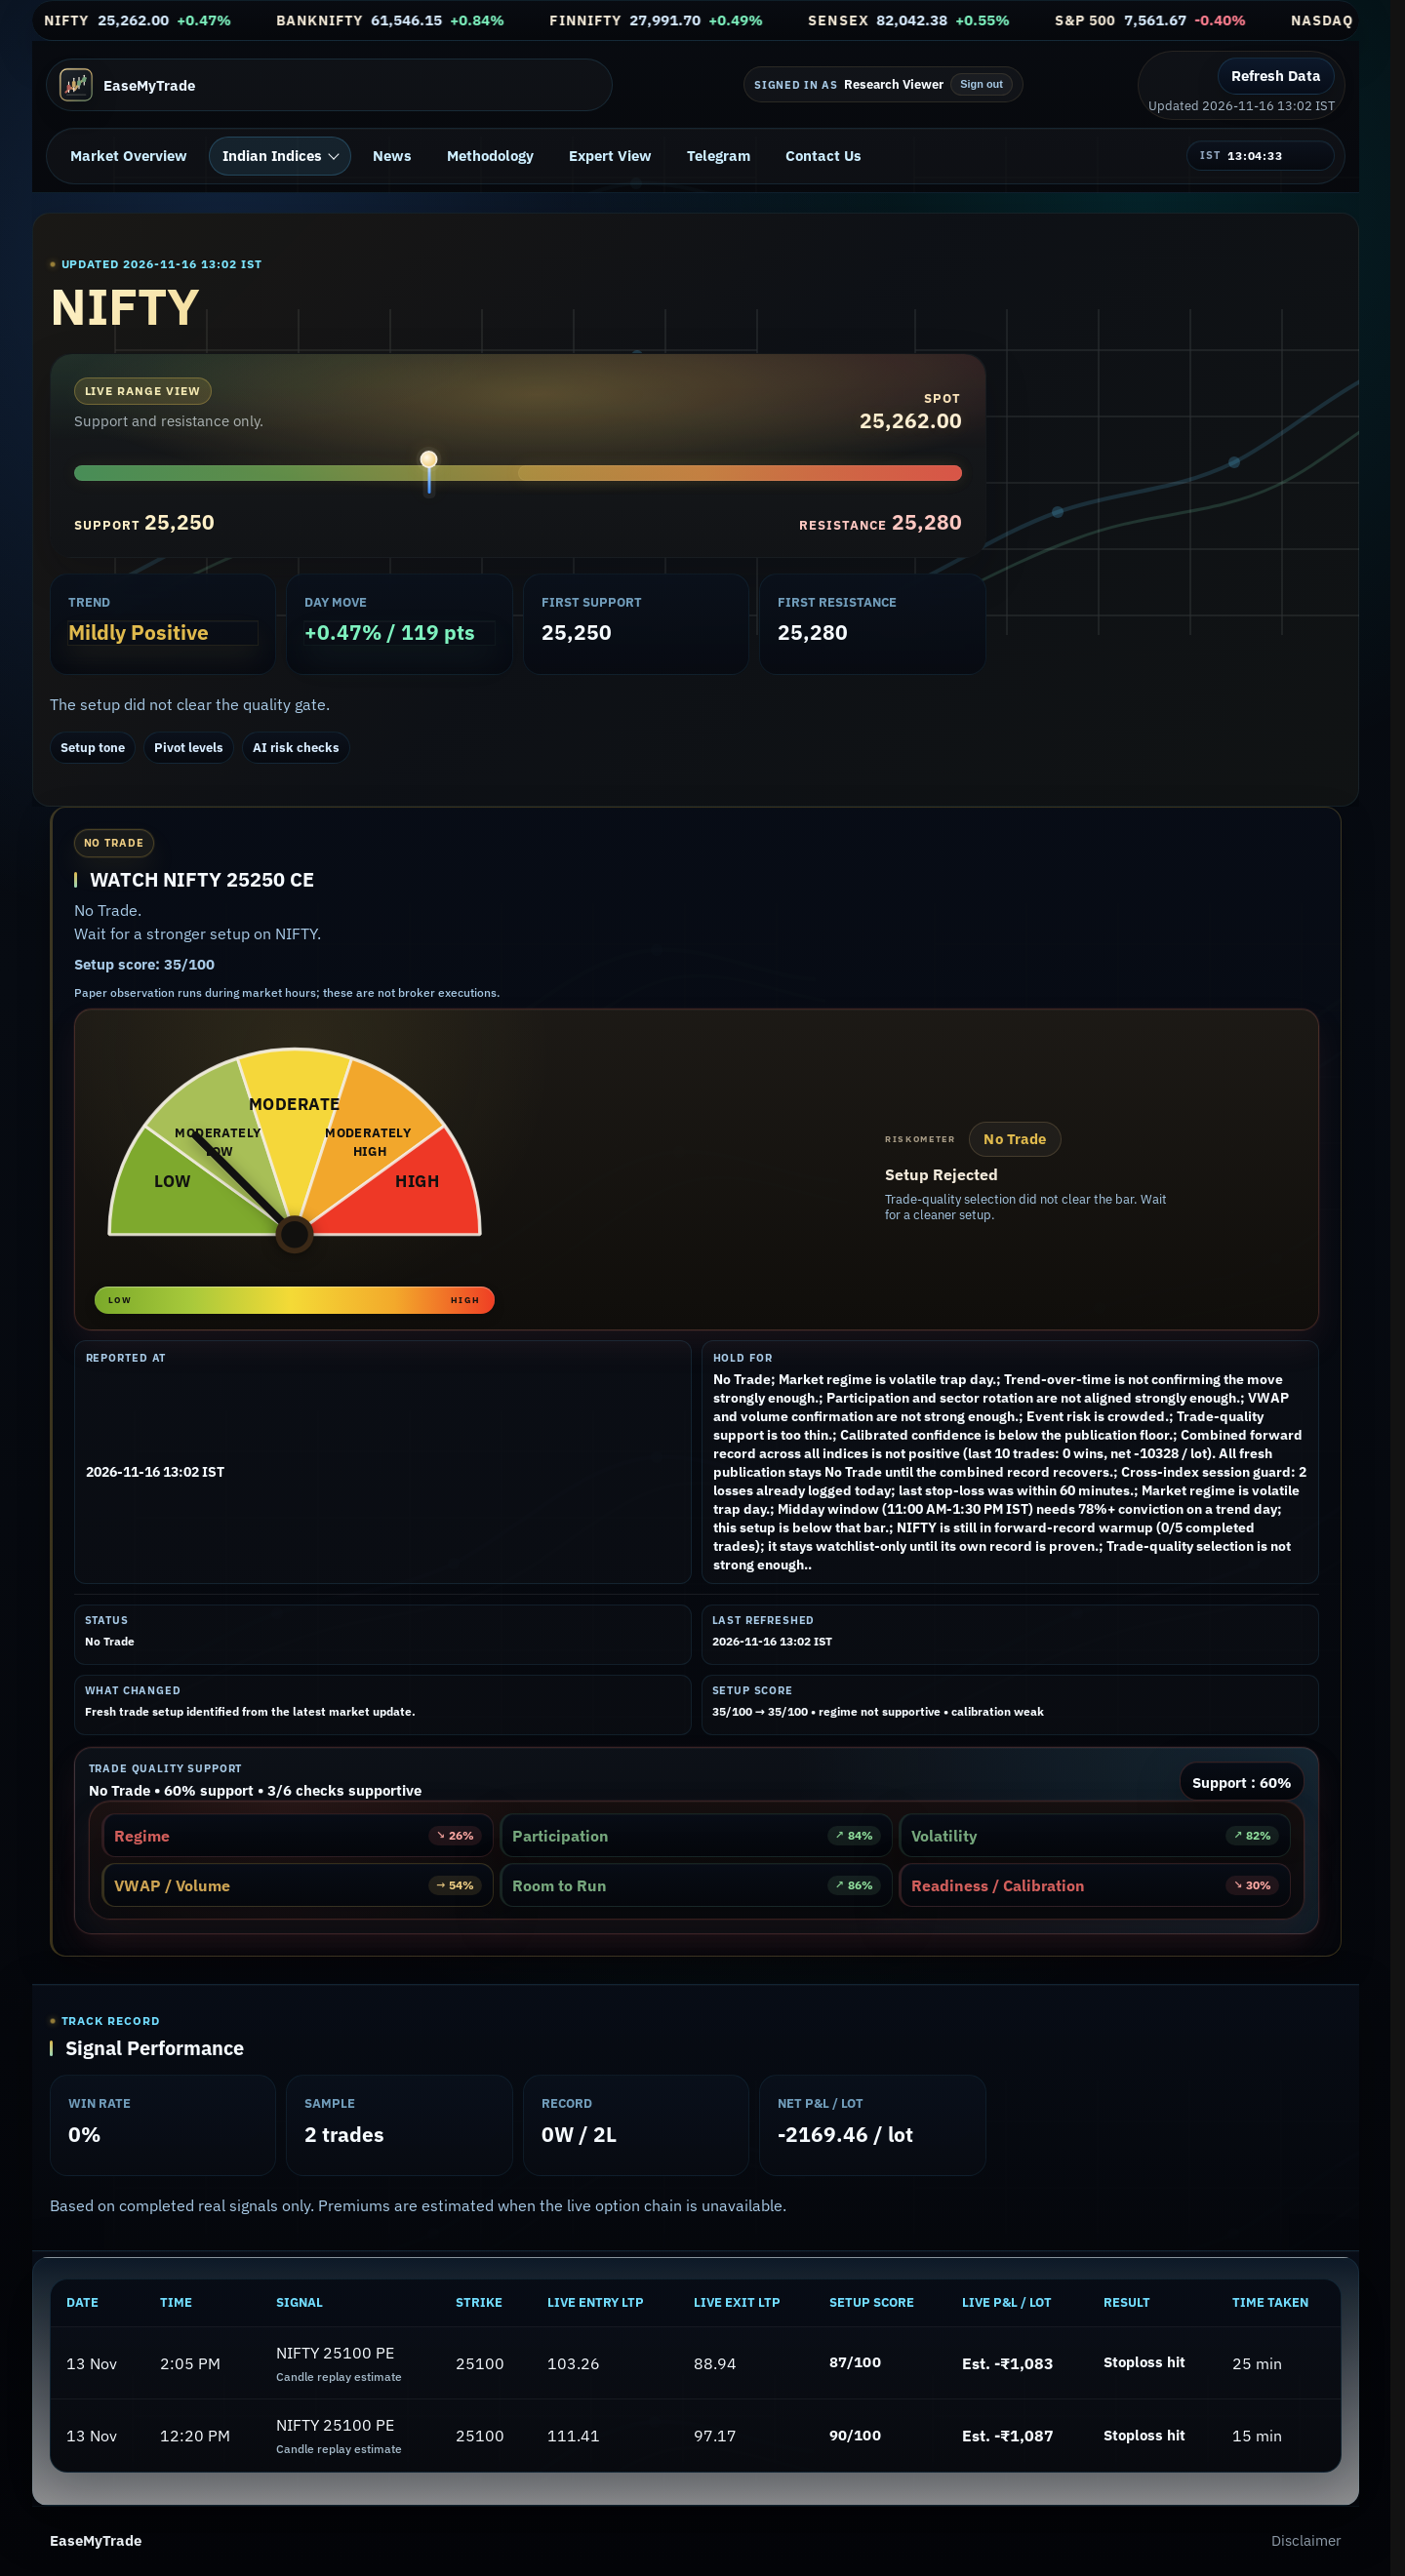 NIFTY 25,262.00 +0.47% BANKNIFTY 61,546.15 +0.84% FINNIFTY 27,991.70 +0.49% SENSEX 82,042.38 +0.55% S&P 500 7,561.67 -0.40% NASDAQ
EaseMyTrade
SIGNED IN AS Research Viewer Sign out
Refresh Data
Updated 2026-11-16 13:02 IST
Market Overview Indian Indices News Methodology Expert View Telegram Contact Us IST 13:04:33
UPDATED 2026-11-16 13:02 IST
NIFTY
LIVE RANGE VIEW
Support and resistance only.
SPOT
25,262.00
SUPPORT 25,250 RESISTANCE 25,280
TREND
Mildly Positive
DAY MOVE
+0.47% / 119 pts
FIRST SUPPORT
25,250
FIRST RESISTANCE
25,280
The setup did not clear the quality gate.
Setup tone Pivot levels AI risk checks
NO TRADE
WATCH NIFTY 25250 CE
No Trade.
Wait for a stronger setup on NIFTY.
Setup score: 35/100
Paper observation runs during market hours; these are not broker executions.
MODERATE
MODERATELY
LOW
MODERATELY
HIGH
LOW
HIGH
LOW HIGH
RISKOMETER No Trade
Setup Rejected
Trade-quality selection did not clear the bar. Wait
for a cleaner setup.
REPORTED AT
2026-11-16 13:02 IST
HOLD FOR
No Trade; Market regime is volatile trap day.; Trend-over-time is not confirming the move
strongly enough.; Participation and sector rotation are not aligned strongly enough.; VWAP
and volume confirmation are not strong enough.; Event risk is crowded.; Trade-quality
support is too thin.; Calibrated confidence is below the publication floor.; Combined forward
record across all indices is not positive (last 10 trades: 0 wins, net -10328 / lot). All fresh
publication stays No Trade until the combined record recovers.; Cross-index session guard: 2
losses already logged today; last stop-loss was within 60 minutes.; Market regime is volatile
trap day.; Midday window (11:00 AM-1:30 PM IST) needs 78%+ conviction on a trend day;
this setup is below that bar.; NIFTY is still in forward-record warmup (0/5 completed
trades); it stays watchlist-only until its own record is proven.; Trade-quality selection is not
strong enough..
STATUS
No Trade
LAST REFRESHED
2026-11-16 13:02 IST
WHAT CHANGED
Fresh trade setup identified from the latest market update.
SETUP SCORE
35/100 → 35/100 • regime not supportive • calibration weak
TRADE QUALITY SUPPORT
No Trade • 60% support • 3/6 checks supportive
Support : 60%
Regime ↘ 26% Participation ↗ 84% Volatility ↗ 82%
VWAP / Volume → 54% Room to Run ↗ 86% Readiness / Calibration ↘ 30%
TRACK RECORD
Signal Performance
WIN RATE
0%
SAMPLE
2 trades
RECORD
0W / 2L
NET P&L / LOT
-2169.46 / lot
Based on completed real signals only. Premiums are estimated when the live option chain is unavailable.
DATE TIME SIGNAL STRIKE LIVE ENTRY LTP LIVE EXIT LTP SETUP SCORE LIVE P&L / LOT RESULT TIME TAKEN
13 Nov 2:05 PM NIFTY 25100 PE 25100 103.26 88.94 87/100 Est. -₹1,083 Stoploss hit 25 min
Candle replay estimate
13 Nov 12:20 PM NIFTY 25100 PE 25100 111.41 97.17 90/100 Est. -₹1,087 Stoploss hit 15 min
Candle replay estimate
EaseMyTrade Disclaimer